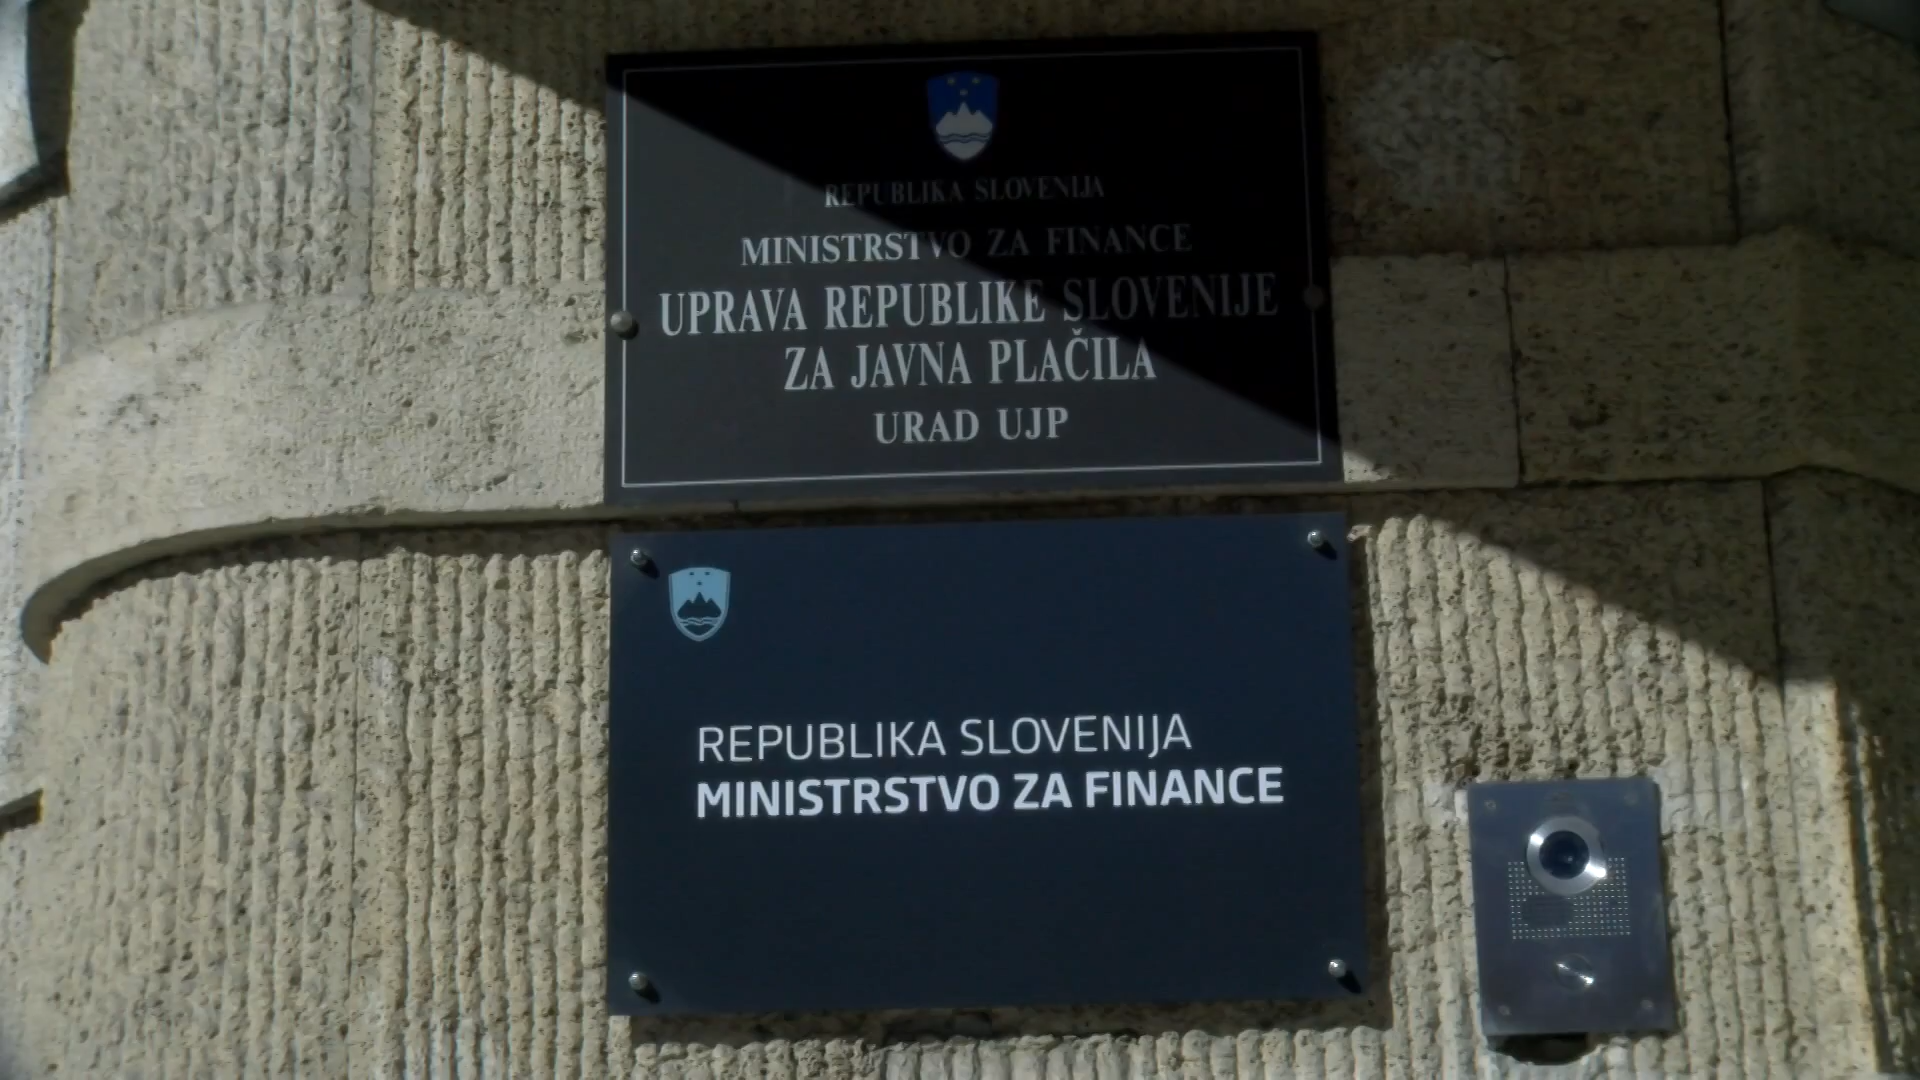 REPUBLIKA SLOVENIJA
MINISTRSTVO ZA FINANCE
UPRAVA REPUBLIKE SLOVENIJE
ZA JAVNA PLAČILA
URAD UJP
REPUBLIKA SLOVENIJA
MINISTRSTVO ZA FINANCE